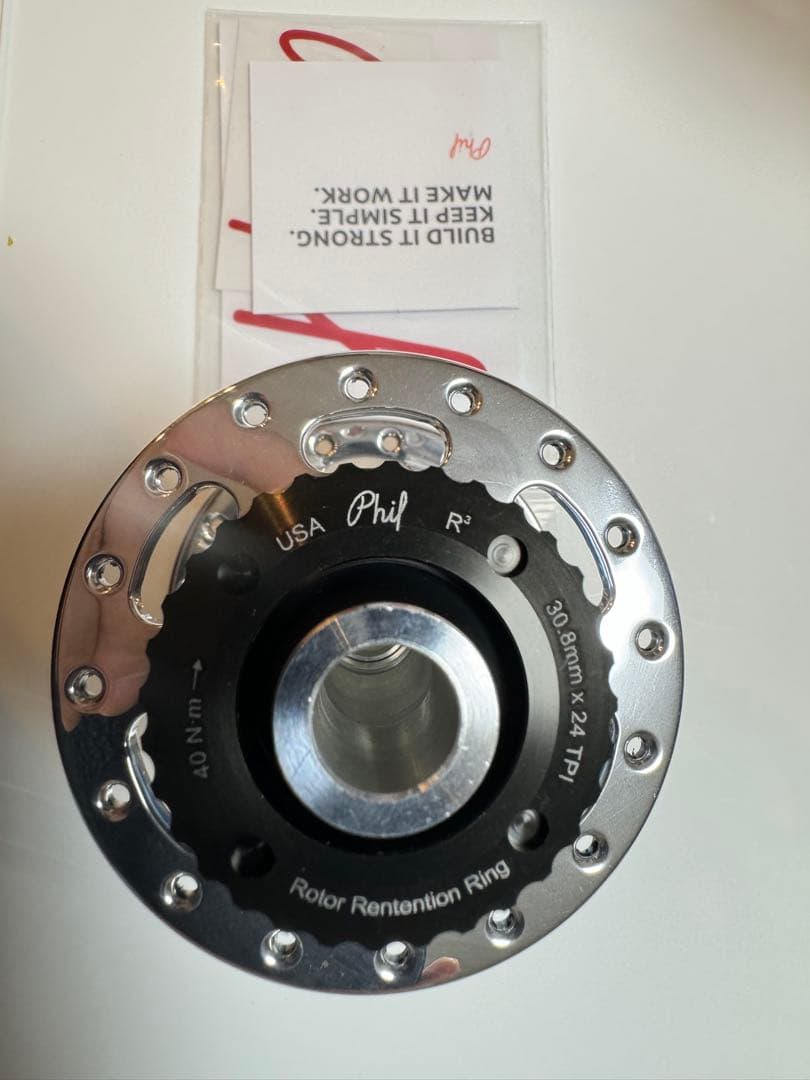 BUILD IT STRONG.
KEEP IT SIMPLE.
MAKE IT WORK.
Phil
USA Phil R³
30.8mm x 24 TPI
40 N·m →
Rotor Rentention Ring